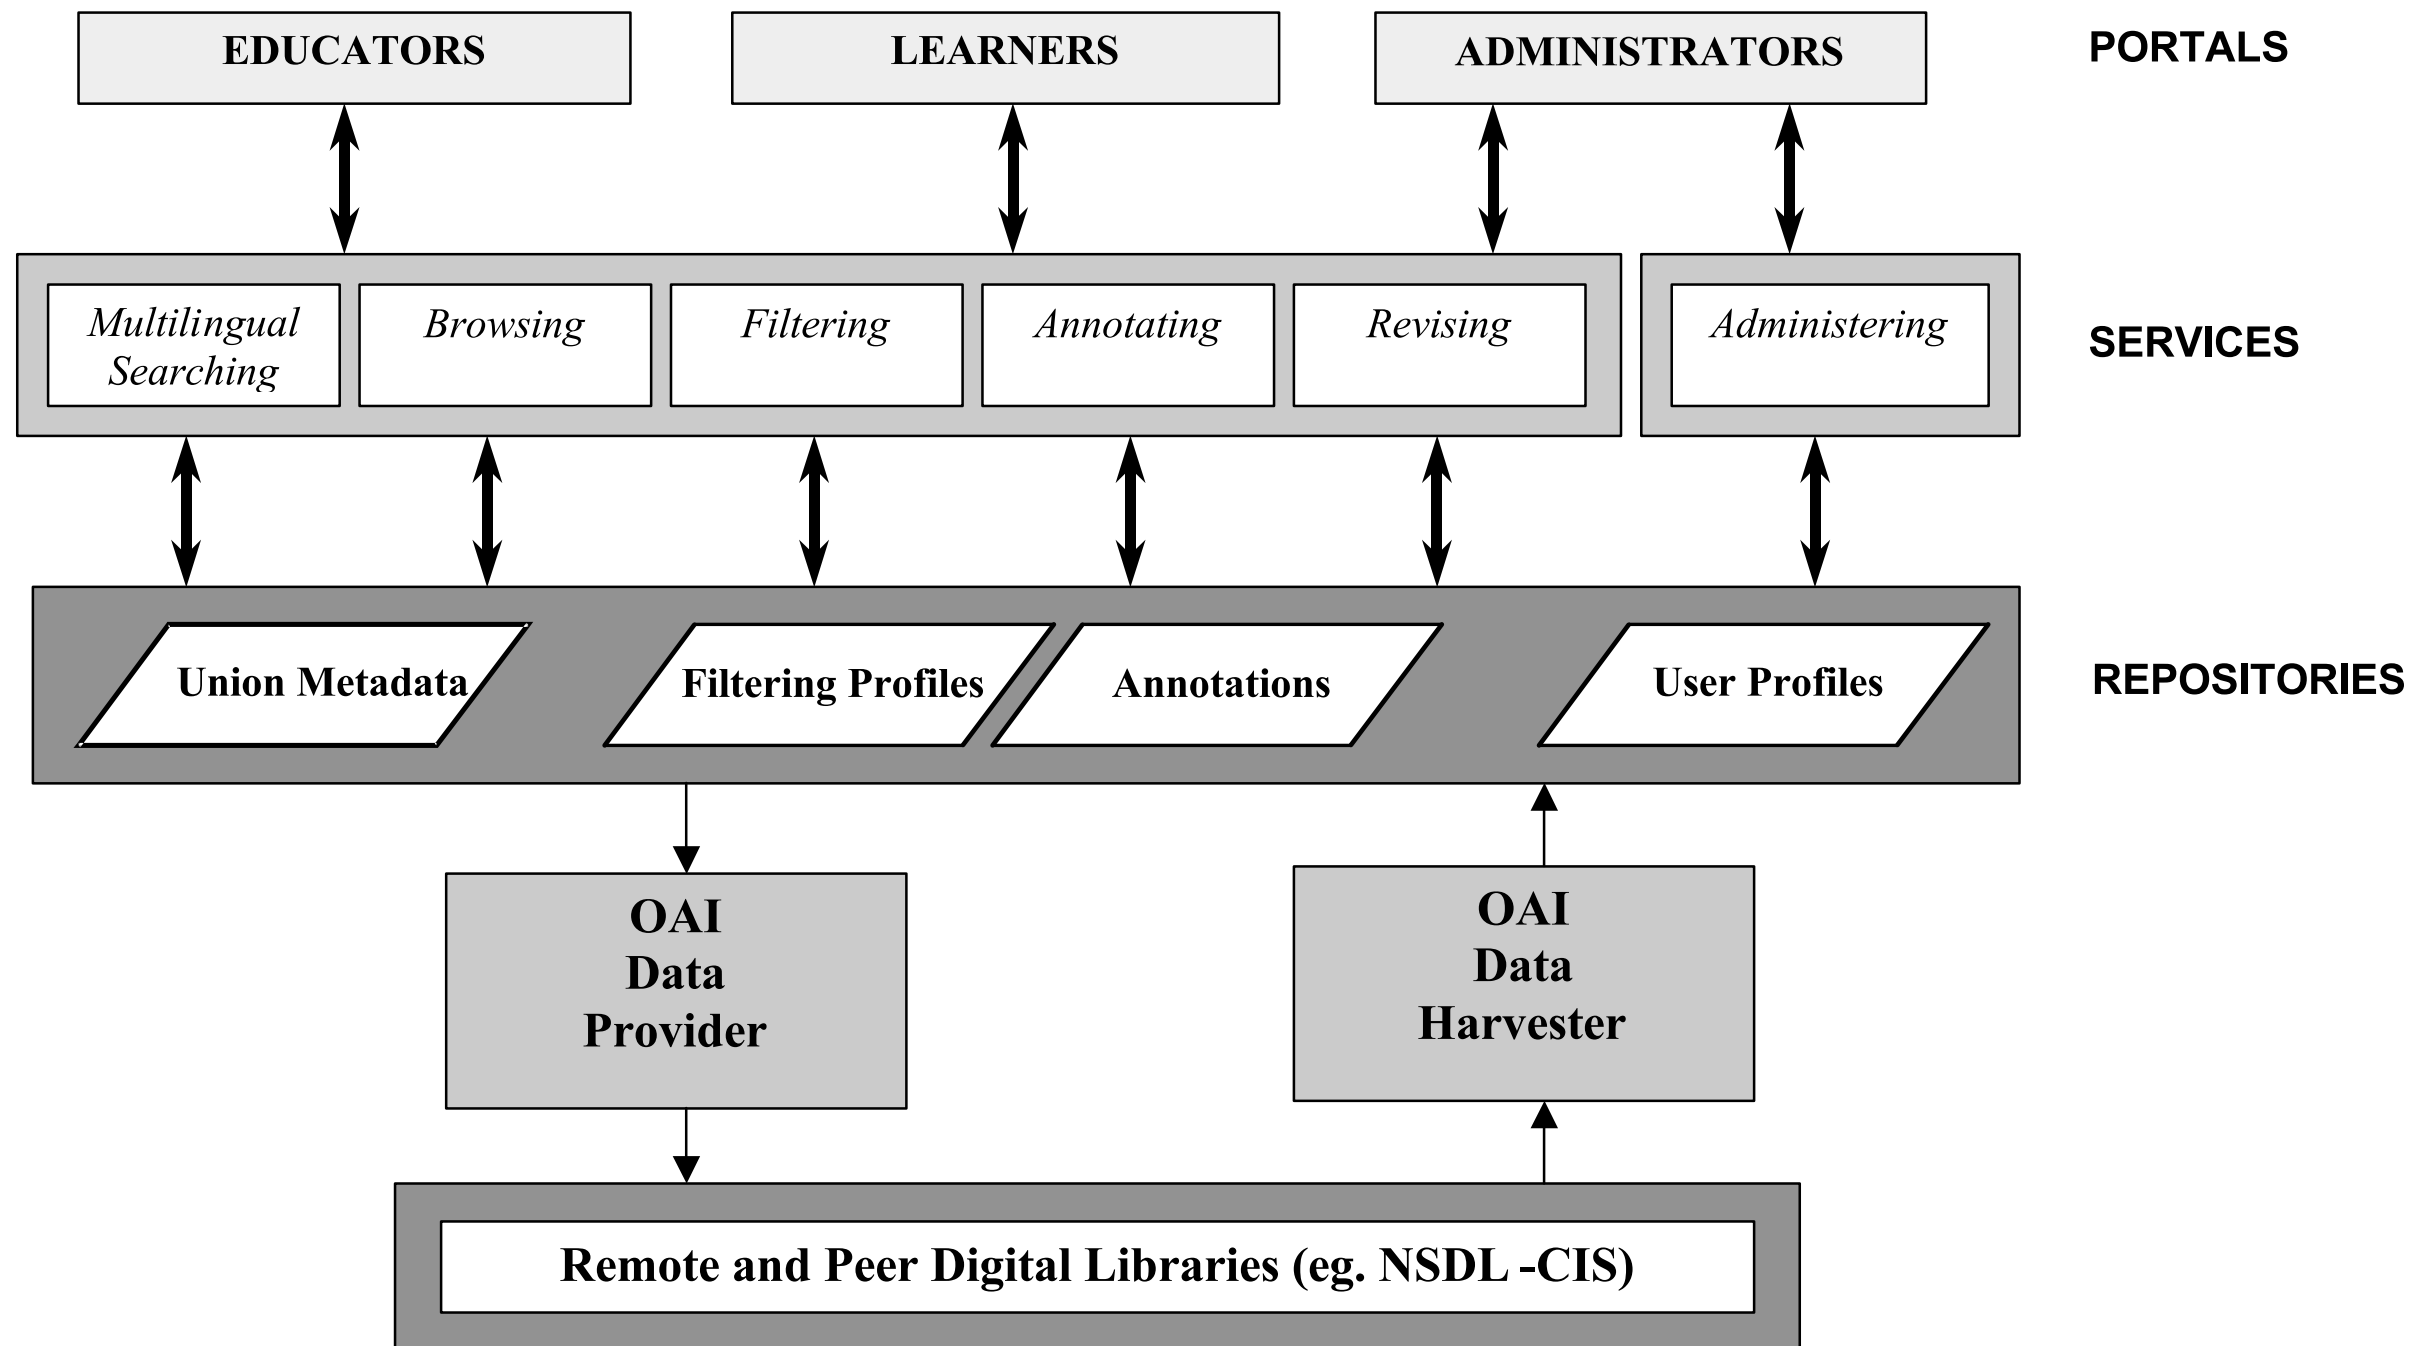 EDUCATORS
LEARNERS
ADMINISTRATORS
PORTALS
Multilingual
Searching
Browsing
Filtering
Annotating
Revising
Administering
SERVICES
Union Metadata
Filtering Profiles
Annotations
User Profiles
REPOSITORIES
OAI
Data
Provider
OAI
Data
Harvester
Remote and Peer Digital Libraries (eg. NSDL -CIS)